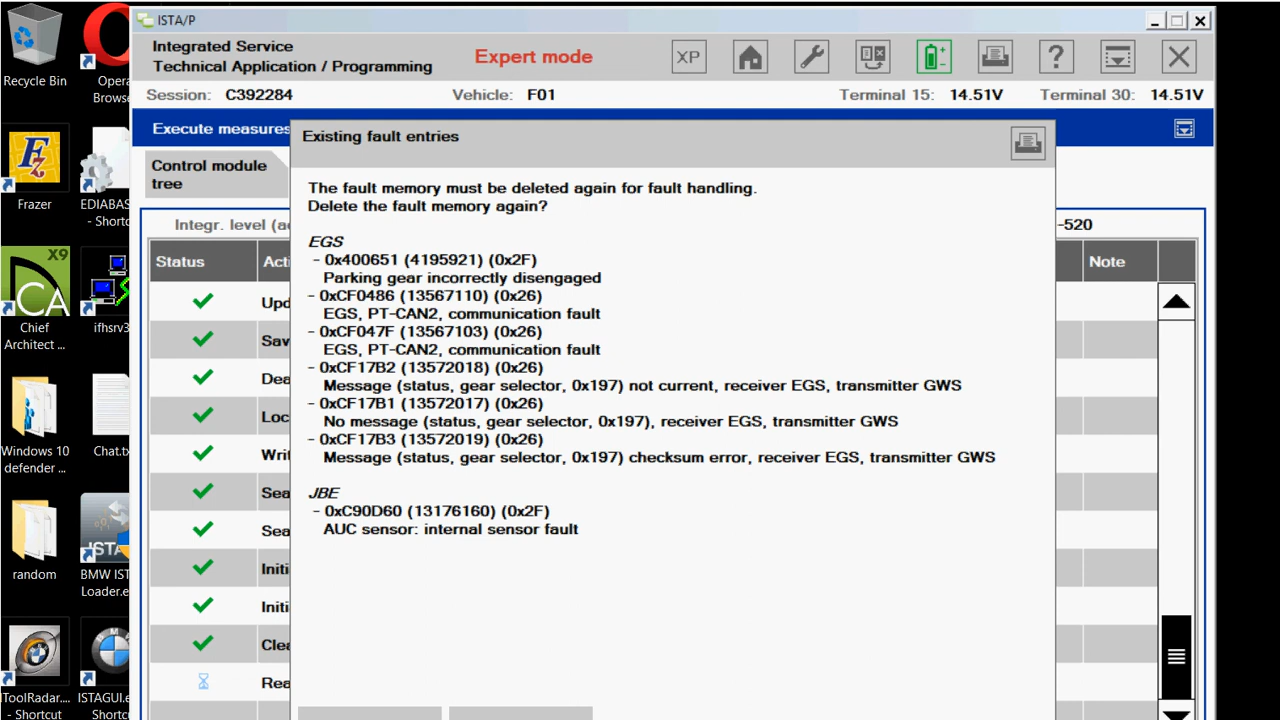 ISTA/P
Integrated Service
Technical Application / Programming
Expert mode
XP
Session: C392284
Vehicle: F01
Terminal 15: 14.51V
Terminal 30: 14.51V
Execute measures
Control module
tree
Integr. level (a
-520
Status
Acti
Note
Upd
Sav
Dea
Loc
Writ
Sea
Sea
Initi
Initi
Clea
Rea
Existing fault entries
The fault memory must be deleted again for fault handling.
Delete the fault memory again?
EGS
- 0x400651 (4195921) (0x2F)
Parking gear incorrectly disengaged
- 0xCF0486 (13567110) (0x26)
EGS, PT-CAN2, communication fault
- 0xCF047F (13567103) (0x26)
EGS, PT-CAN2, communication fault
- 0xCF17B2 (13572018) (0x26)
Message (status, gear selector, 0x197) not current, receiver EGS, transmitter GWS
- 0xCF17B1 (13572017) (0x26)
No message (status, gear selector, 0x197), receiver EGS, transmitter GWS
- 0xCF17B3 (13572019) (0x26)
Message (status, gear selector, 0x197) checksum error, receiver EGS, transmitter GWS
JBE
- 0xC90D60 (13176160) (0x2F)
AUC sensor: internal sensor fault
Recycle Bin
Opera
Browse
Frazer
EDIABAS
- Shortc
X9
CA
Chief
Architect ...
ifhsrv3
Windows 10
defender ...
Chat.tx
random
ISTA
BMW IST
Loader.e
IToolRadar....
- Shortcut
ISTAGUI.e
Shortc